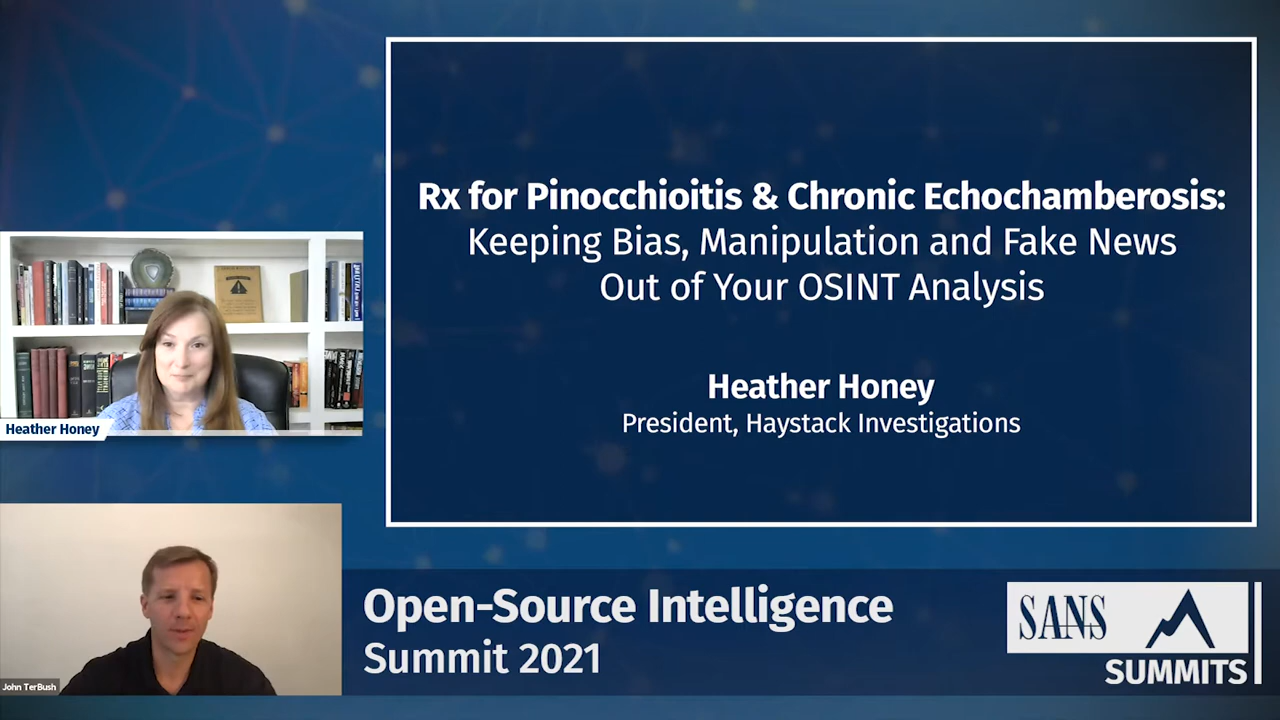 Rx for Pinocchioitis & Chronic Echochamberosis:
Keeping Bias, Manipulation and Fake News
Out of Your OSINT Analysis
Heather Honey
President, Haystack Investigations
Heather Honey
John TerBush
Open-Source Intelligence
Summit 2021
SANS
SUMMITS